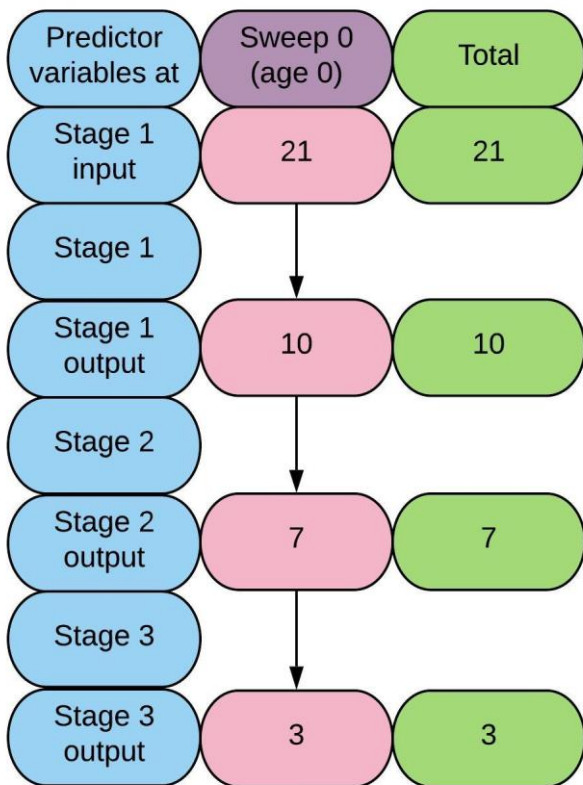 Predictor
variables at
Sweep 0
(age 0)
Total
Stage 1
input
21
21
Stage 1
Stage 1
output
10
10
Stage 2
Stage 2
output
7
7
Stage 3
Stage 3
output
3
3